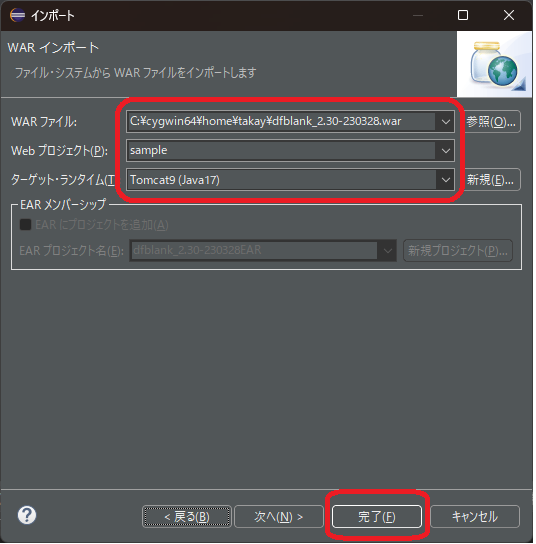 インポート
WAR インポート
ファイル・システムから WAR ファイルをインポートします
WAR ファイル: C:¥cygwin64¥home¥takay¥dfblank_2.30-230328.war 参照(O)...
Web プロジェクト(P): sample
ターゲット・ランタイム(T Tomcat9 (Java17) 新規(E)...
EAR メンバーシップ
EAR にプロジェクトを追加(A)
EAR プロジェクト名(E): dfblank_2.30-230328EAR 新規プロジェクト(P)...
? < 戻る(B) 次へ(N) > 完了(F) キャンセル